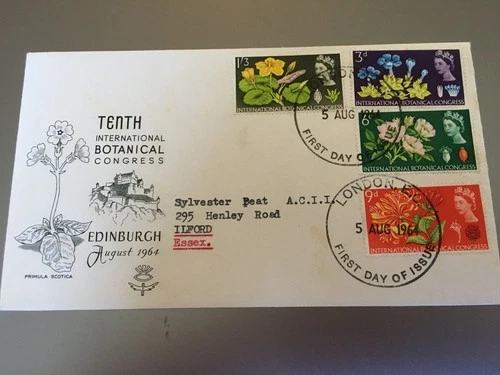 1/3
INTERNATIONAL BOTANICAL CONGRESS
3d
INTERNATIONAL BOTANICAL CONGRESS
6d
INTERNATIONAL BOTANICAL CONGRESS
9d
INTERNATIONAL BOTANICAL CONGRESS
5 AUG 1964
FIRST DAY OF
LONDON
5 AUG 1964
FIRST DAY OF ISSUE
TENTH
INTERNATIONAL
BOTANICAL
CONGRESS
EDINBURGH
August 1964
PRIMULA SCOTICA
Sylvester Peat A.C.I.I.
295 Henley Road
ILFORD
Essex.